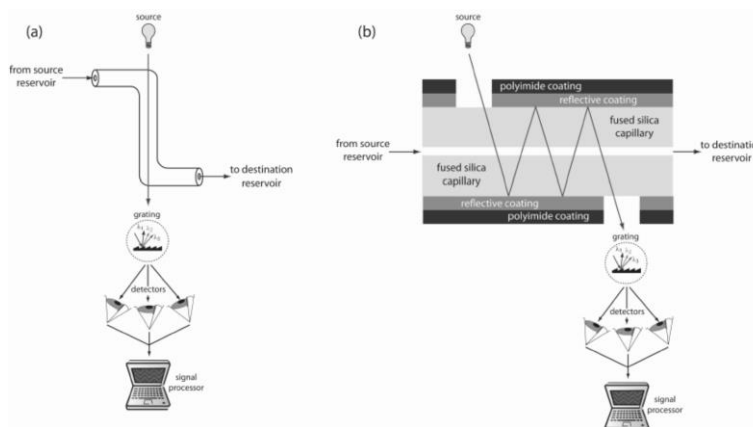 (a)
source
from source
reservoir
to destination
reservoir
grating
detectors
signal
processor
(b)
source
polyimide coating
reflective coating
fused silica
capillary
from source
reservoir
to destinatio
reservoir
fused silica
capillary
reflective coating
polyimide coating
grating
detectors
signal
processor